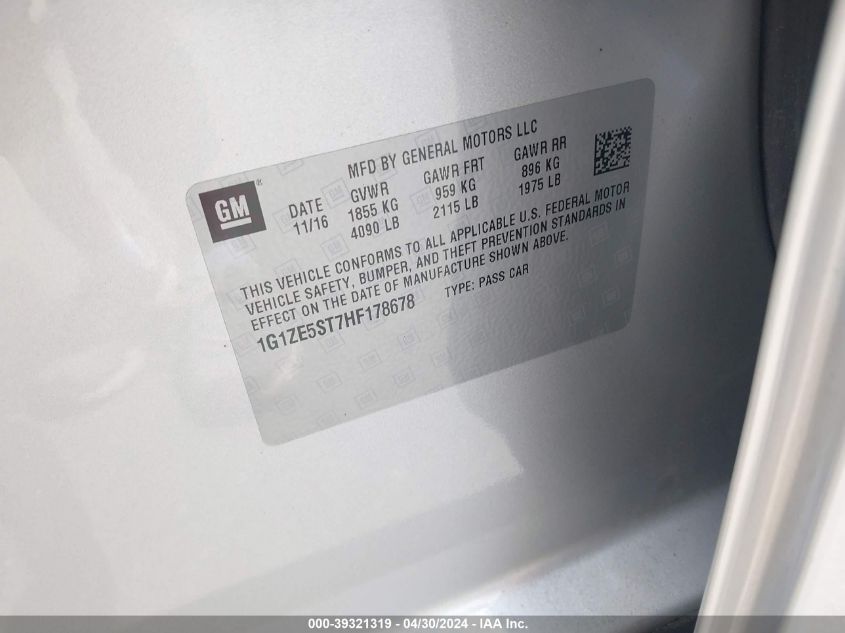 MFD BY GENERAL MOTORS LLC
GM®
DATE GVWR GAWR FRT GAWR RR
11/16 1855 KG 959 KG 896 KG
4090 LB 2115 LB 1975 LB
THIS VEHICLE CONFORMS TO ALL APPLICABLE U.S. FEDERAL MOTOR
VEHICLE SAFETY, BUMPER, AND THEFT PREVENTION STANDARDS IN
EFFECT ON THE DATE OF MANUFACTURE SHOWN ABOVE.
1G1ZE5ST7HF178678 TYPE: PASS CAR
000-39321319 / 04/30/2024 - IAA Inc.